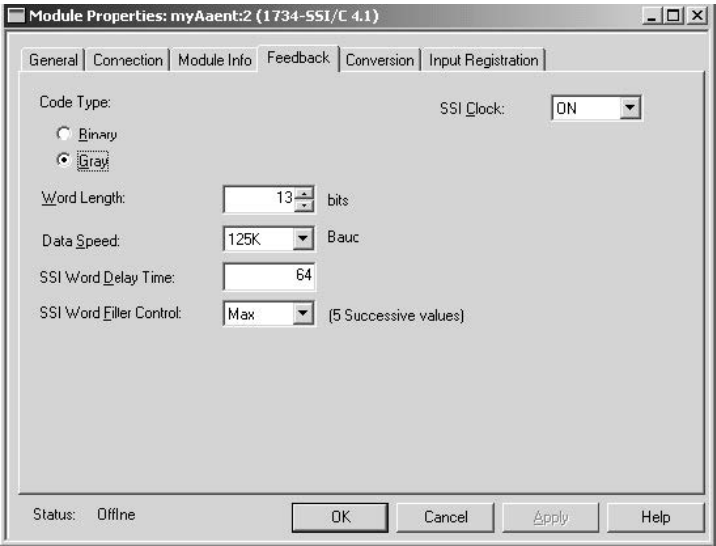 Module Properties: myAaent:2 (1734-SSI/C 4.1)
General Connection Module Info Feedback Conversion Input Registration
Code Type:
SSI Clock: ON
Binary
Gray
Word Length: 13 bits
Data Speed: 125K Bauc
SSI Word Delay Time: 64
SSI Word Filler Control: Max (5 Successive values)
Status: Offlne
OK Cancel Apply Help